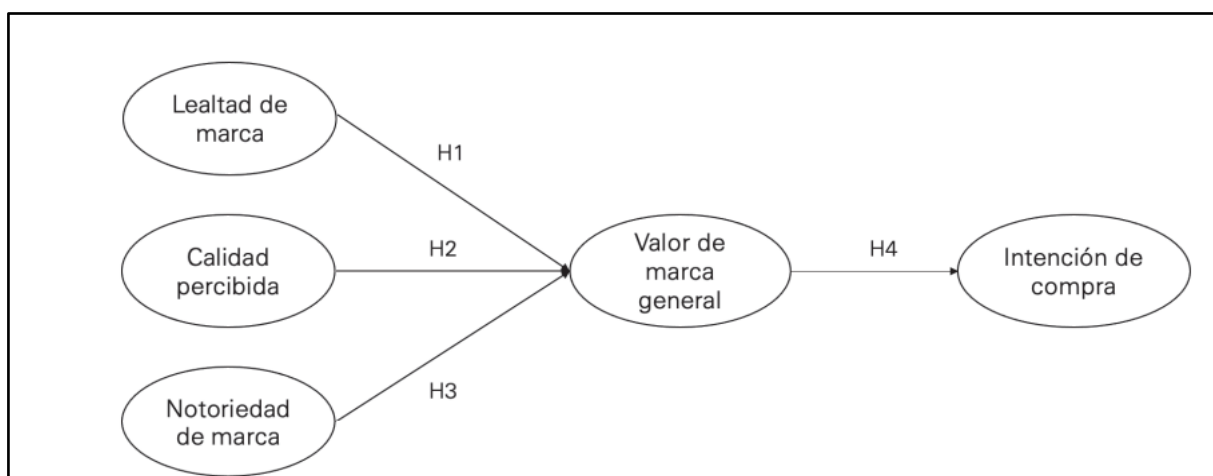 Lealtad de
marca
H1
Calidad
percibida
H2
Valor de
marca
general
H4
Intención de
compra
H3
Notoriedad
de marca